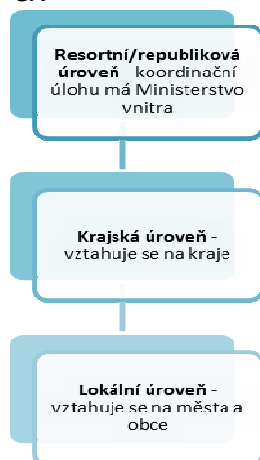 Resortní/republiková
úroveň koordinační
úlohu má Ministerstvo
vnitra
Krajská úroveň -
vztahuje se na kraje
Lokální úroveň -
vztahuje se na města a
obce